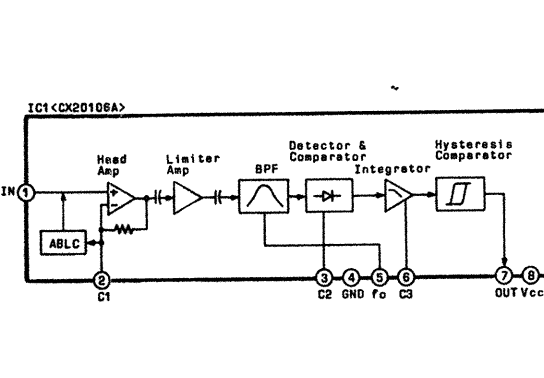 IC1<CX20106A>
Head
Amp
Limiter
Amp
BPF
Detector &
Comparator
Integrator
Hysteresis
Comparator
IN 1
+
−
ABLC
2
3
4
5
6
7
8
C1
C2
GND
fo
C3
OUT
Vcc